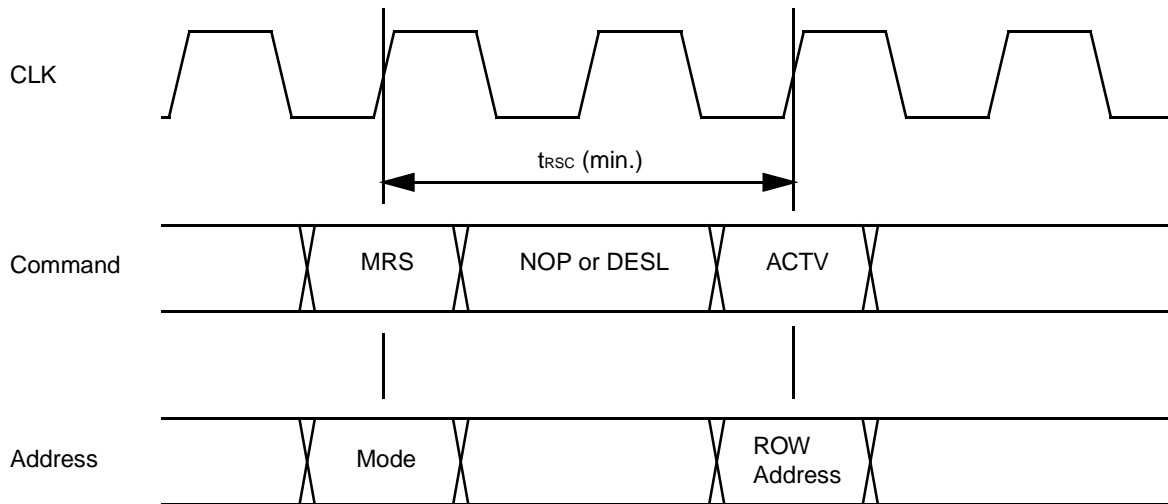 CLK
tRSC (min.)
Command
MRS
NOP or DESL
ACTV
Address
Mode
ROW
Address